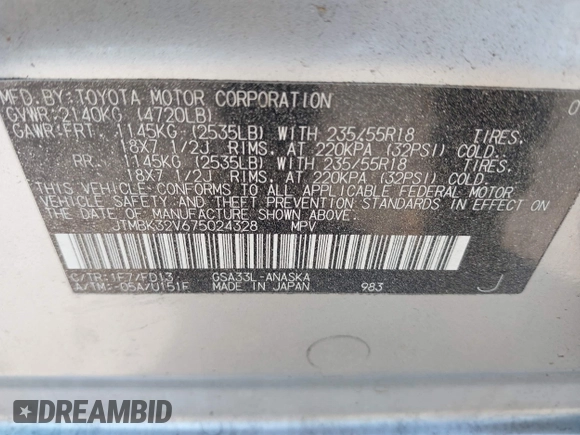 MFD.BY:TOYOTA MOTOR CORPORATION
GVWR:2140KG (4720LB)
GAWR:FRT. 1145KG (2535LB) WITH 235/55R18 TIRES,
18X7 1/2J RIMS, AT 220KPA (32PSI) COLD.
RR. 1145KG (2535LB) WITH 235/55R18 TIRES,
18X7 1/2J RIMS, AT 220KPA (32PSI) COLD.
THIS VEHICLE CONFORMS TO ALL APPLICABLE FEDERAL MOTOR
VEHICLE SAFETY AND THEFT PREVENTION STANDARDS IN EFFECT ON
THE DATE OF MANUFACTURE SHOWN ABOVE.
JTMBK32V675024328 MPV
C/TR:1F7/FD13 GSA33L-ANASKA
A/TM:-05A/U151F MADE IN JAPAN 983 J
DREAMBID